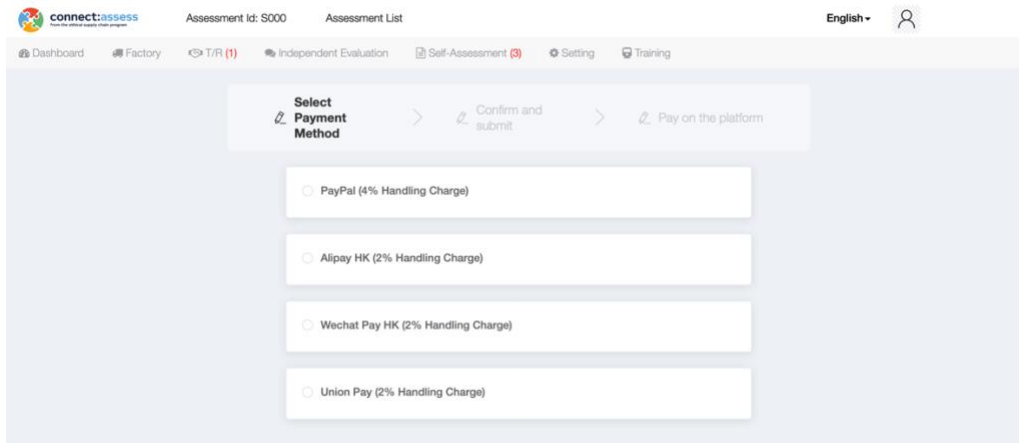 connect:assess
from the ethical supply chain program
Assessment Id: S000
Assessment List
English
Dashboard
Factory
T/R (1)
Independent Evaluation
Self-Assessment (3)
Setting
Training
Select
Payment
Method
Confirm and
submit
Pay on the platform
PayPal (4% Handling Charge)
Alipay HK (2% Handling Charge)
Wechat Pay HK (2% Handling Charge)
Union Pay (2% Handling Charge)